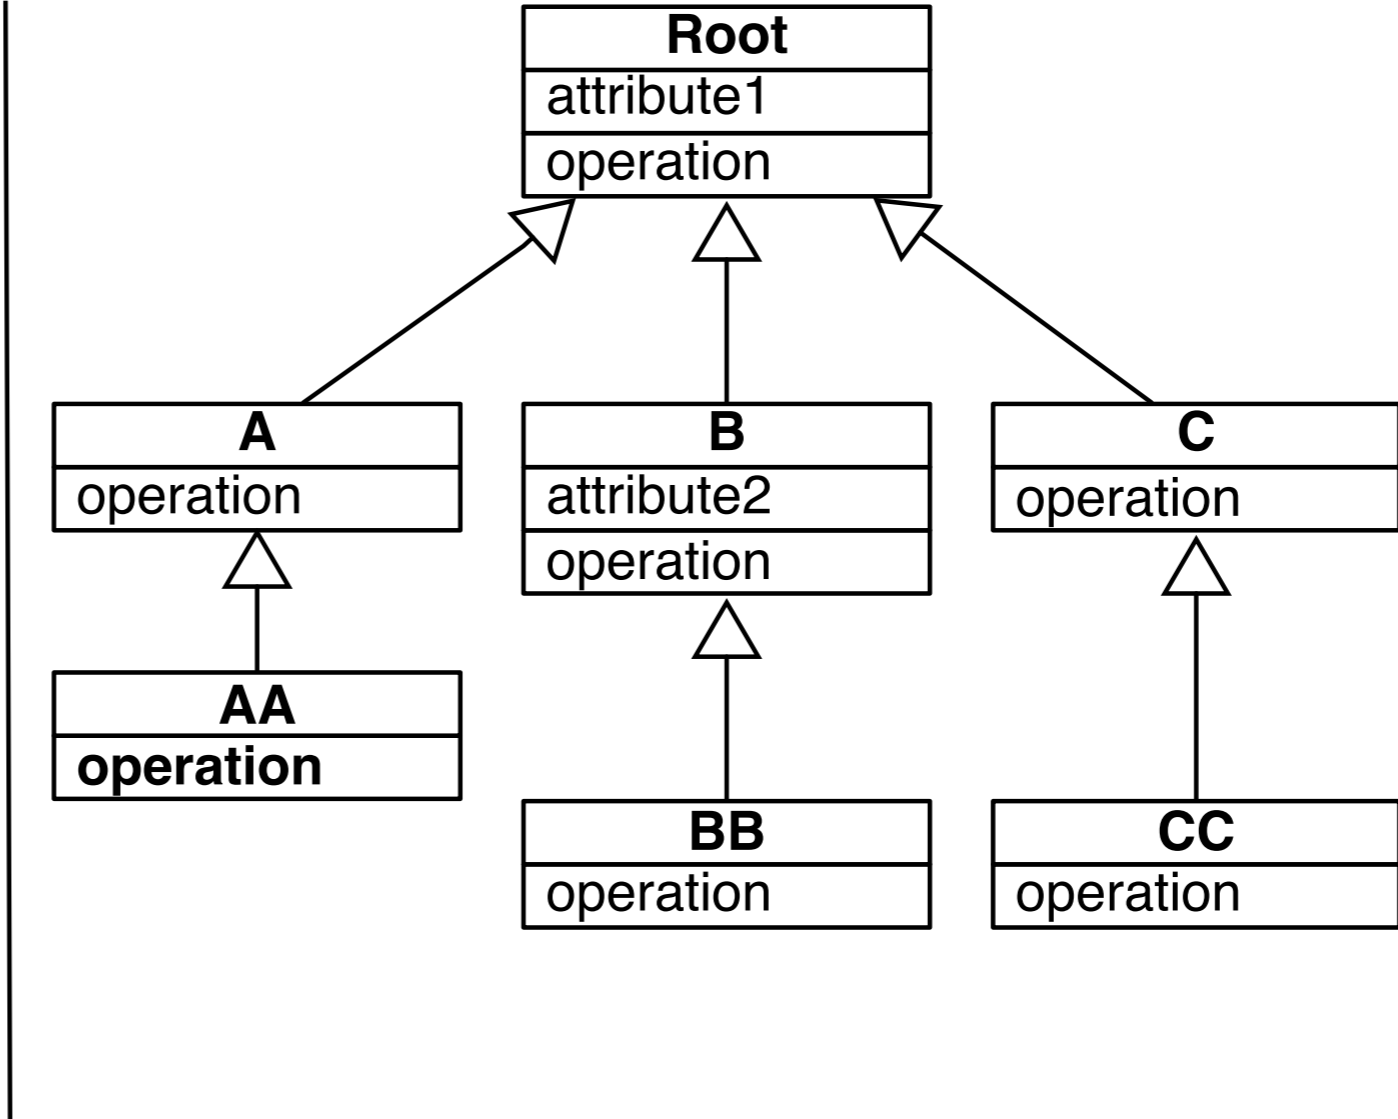 Root
attribute1
operation
A
operation
B
attribute2
operation
C
operation
AA
operation
BB
operation
CC
operation